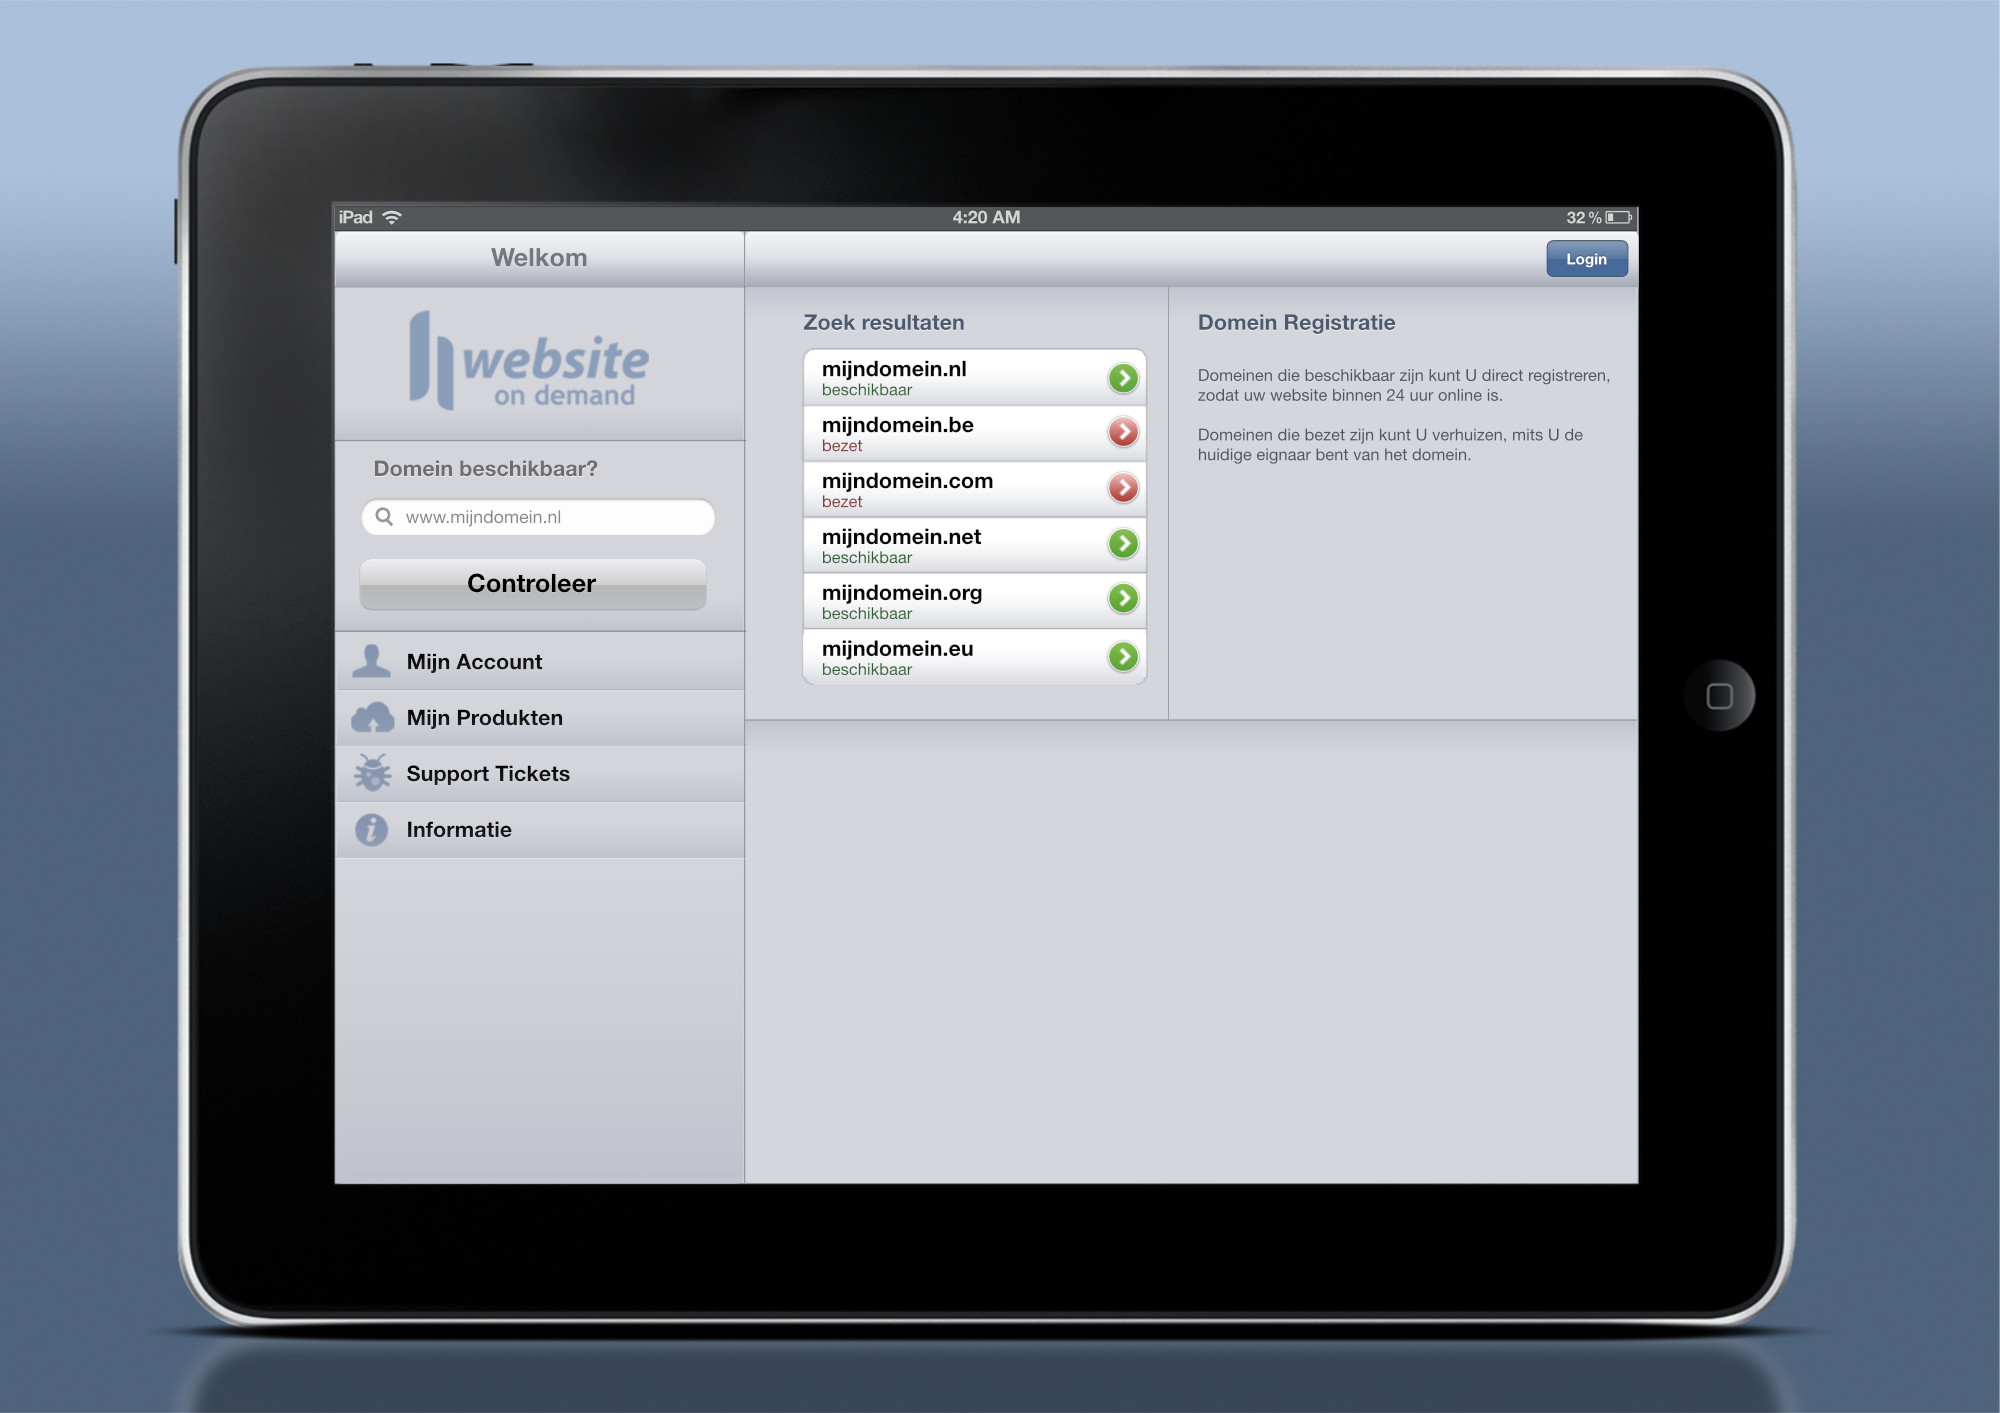 iPad
4:20 AM
32 %
Welkom
Login
website
on demand
Domein beschikbaar?
www.mijndomein.nl
Controleer
Mijn Account
Mijn Produkten
Support Tickets
Informatie
Zoek resultaten
mijndomein.nl
beschikbaar
mijndomein.be
bezet
mijndomein.com
bezet
mijndomein.net
beschikbaar
mijndomein.org
beschikbaar
mijndomein.eu
beschikbaar
Domein Registratie
Domeinen die beschikbaar zijn kunt U direct registreren,
zodat uw website binnen 24 uur online is.
Domeinen die bezet zijn kunt U verhuizen, mits U de
huidige eignaar bent van het domein.